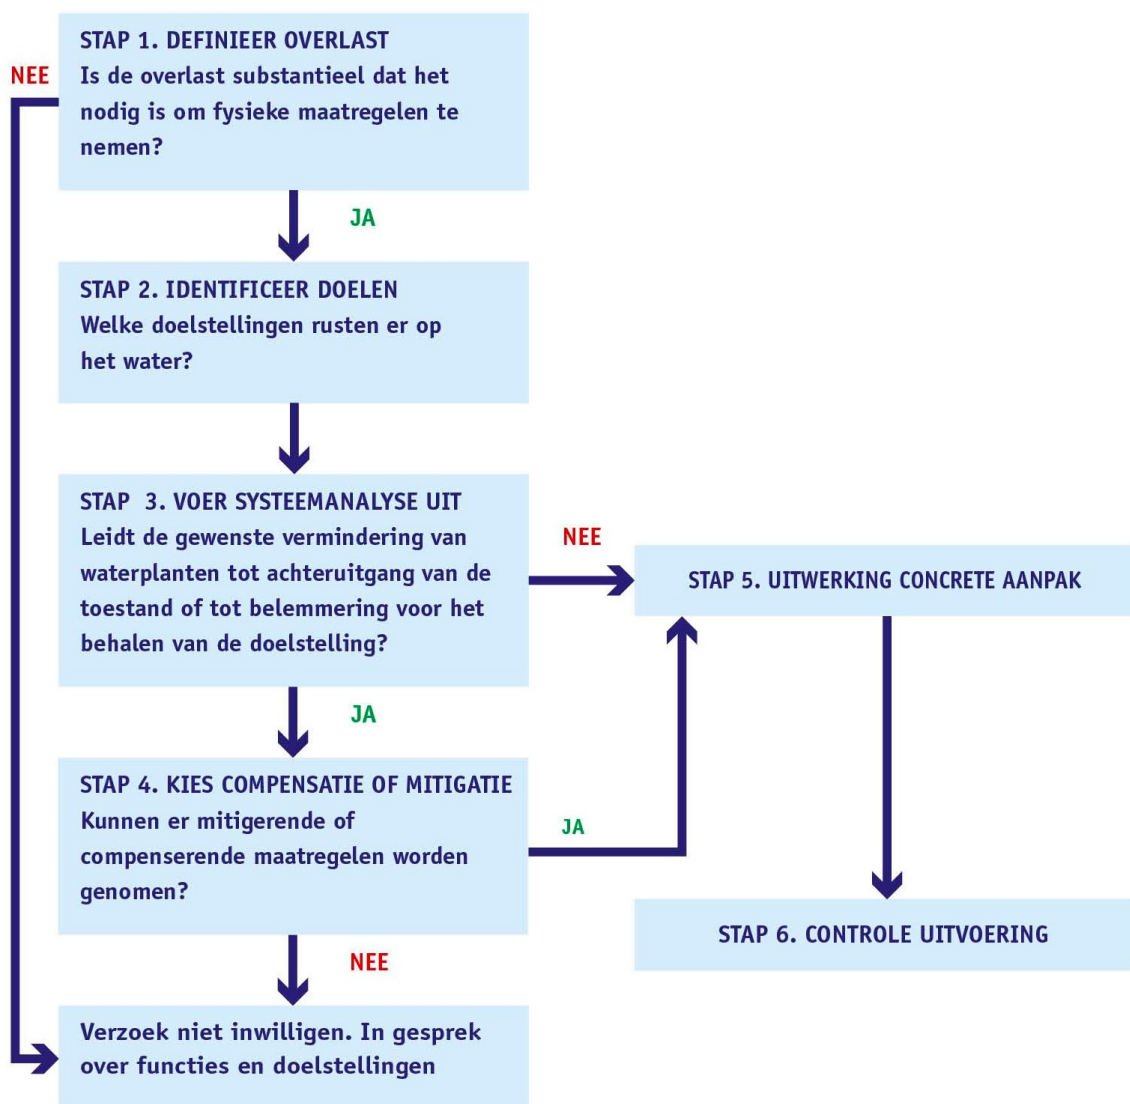 STAP 1. DEFINIEER OVERLAST
NEE
Is de overlast substantieel dat het
nodig is om fysieke maatregelen te
nemen?
JA
STAP 2. IDENTIFICEER DOELEN
Welke doelstellingen rusten er op
het water?
STAP 3. VOER SYSTEEMANALYSE UIT
Leidt de gewenste vermindering van
waterplanten tot achteruitgang van de
toestand of tot belemmering voor het
behalen van de doelstelling?
NEE
STAP 5. UITWERKING CONCRETE AANPAK
JA
STAP 4. KIES COMPENSATIE OF MITIGATIE
Kunnen er mitigerende of
compenserende maatregelen worden
genomen?
JA
STAP 6. CONTROLE UITVOERING
NEE
Verzoek niet inwilligen. In gesprek
over functies en doelstellingen